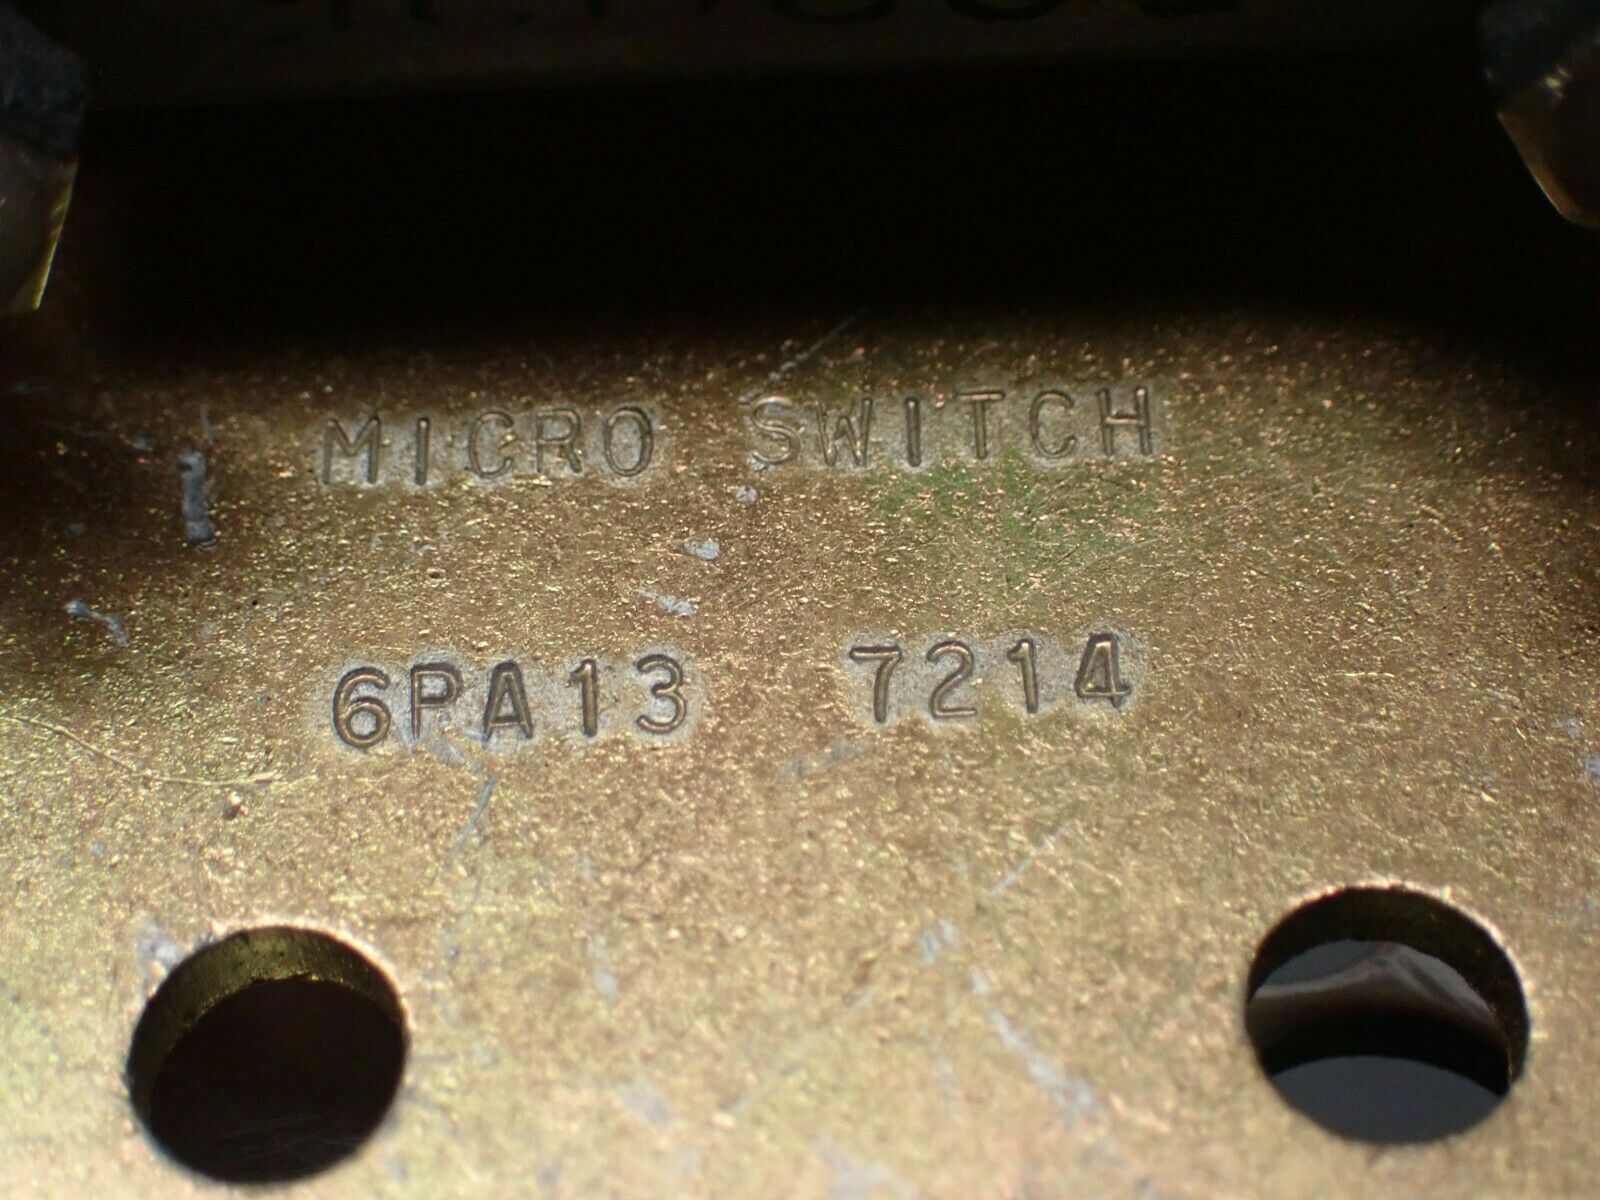 MICRO SWITCH
6PA13 7214